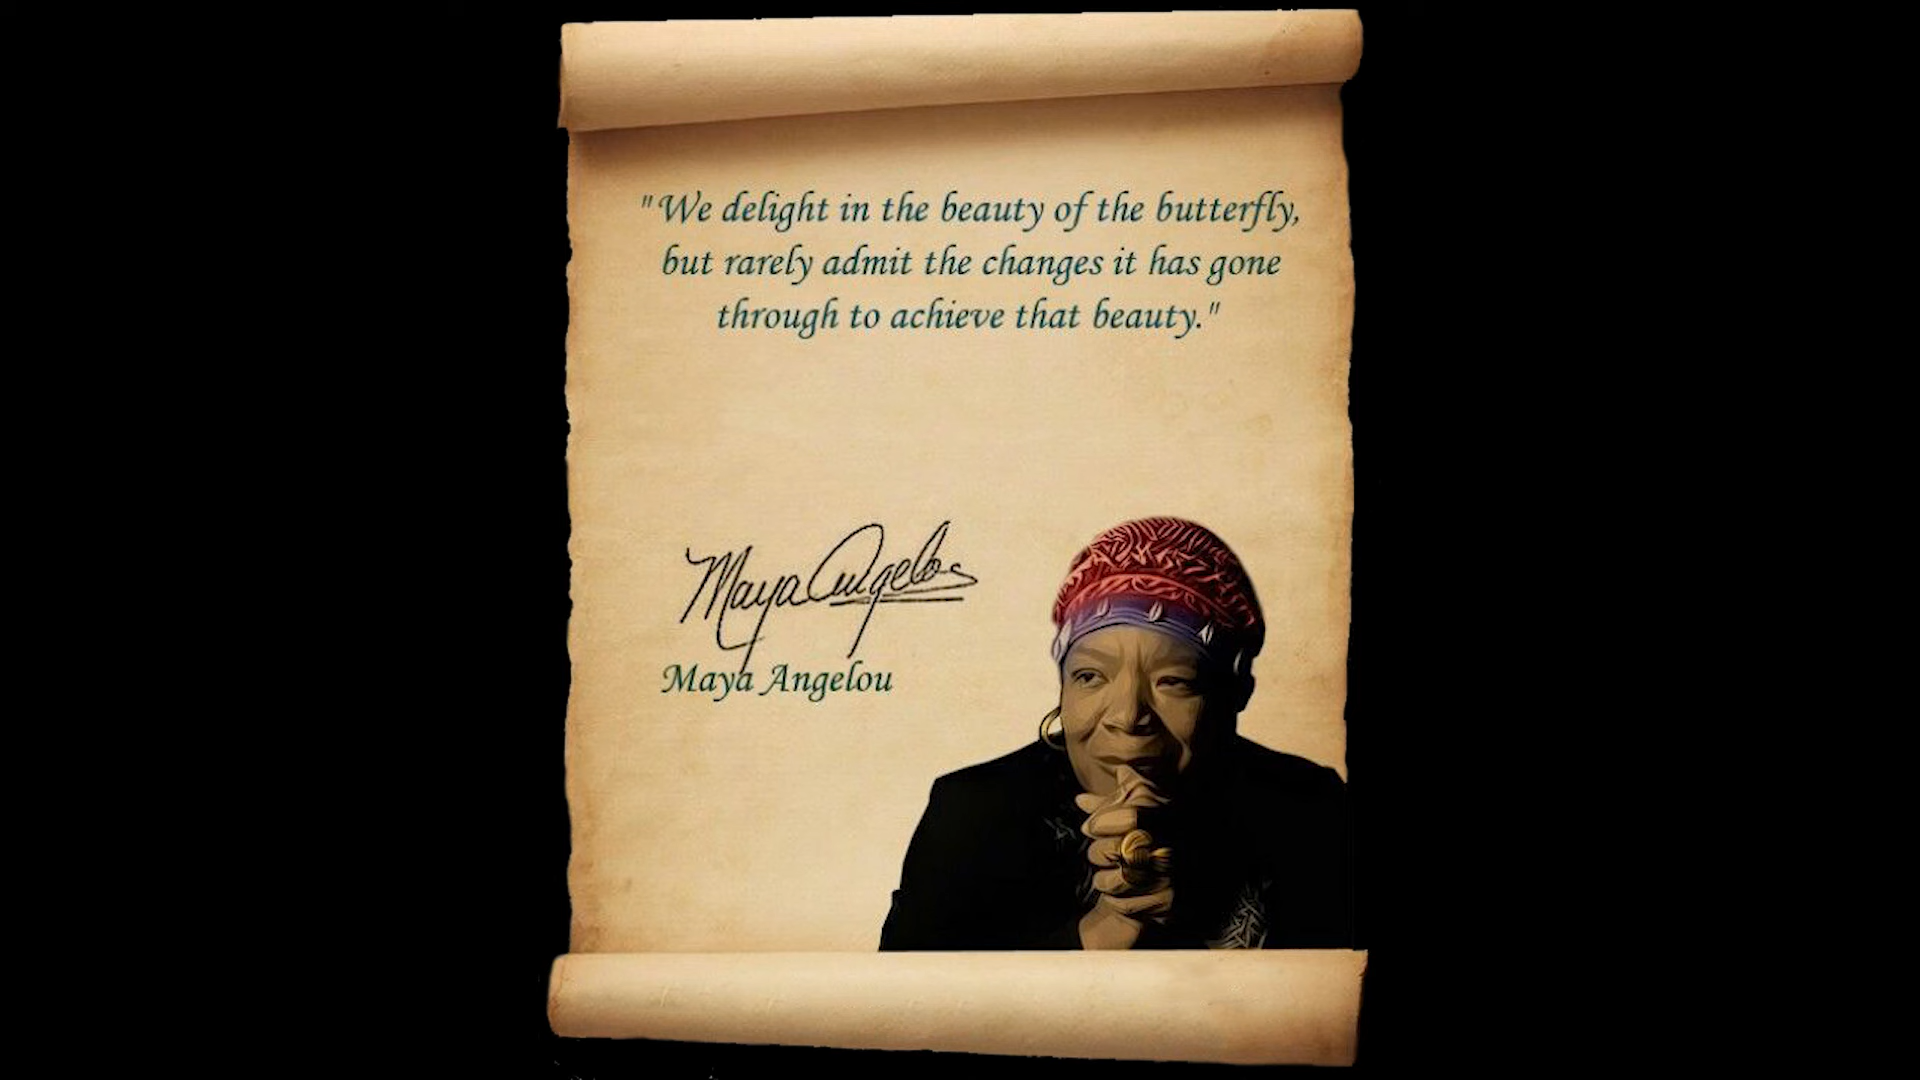 "We delight in the beauty of the butterfly,
but rarely admit the changes it has gone
through to achieve that beauty."
Maya Angelou
Maya Angelou